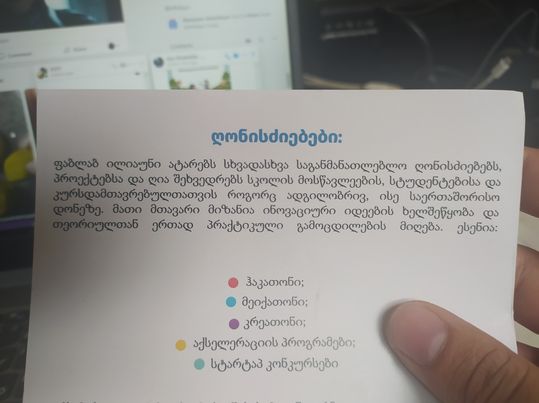 ღონისძიებები:
ფაბლაბ ილიაუნი ატარებს სხვადასხვა საგანმანათლებლო ღონისძიებებს,
პროექტებსა და ღია შეხვედრებს სკოლის მოსწავლეების, სტუდენტებისა და
კურსდამთავრებულთათვის როგორც ადგილობრივ, ისე საერთაშორისო
დონეზე. მათი მთავარი მიზანია ინოვაციური იდეების ხელშეწყობა და
თეორიულთან ერთად პრაქტიკული გამოცდილების მიღება. ესენია:
ჰაკათონი;
მეიქათონი;
კრეათონი;
აქსელერაციის პროგრამები;
სტარტაპ კონკურსები